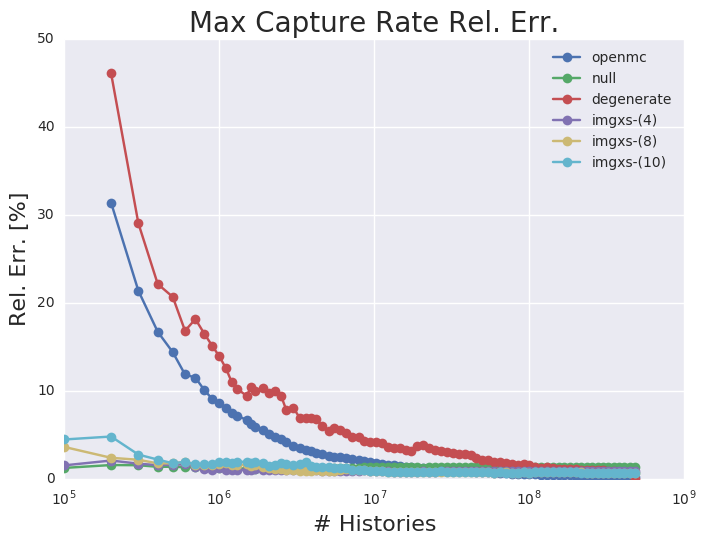 Max Capture Rate Rel. Err.
50
40
30
20
10
0
Rel. Err. [%]
openmc
null
degenerate
imgxs-(4)
imgxs-(8)
imgxs-(10)
10^5
10^6
10^7
10^8
10^9
# Histories